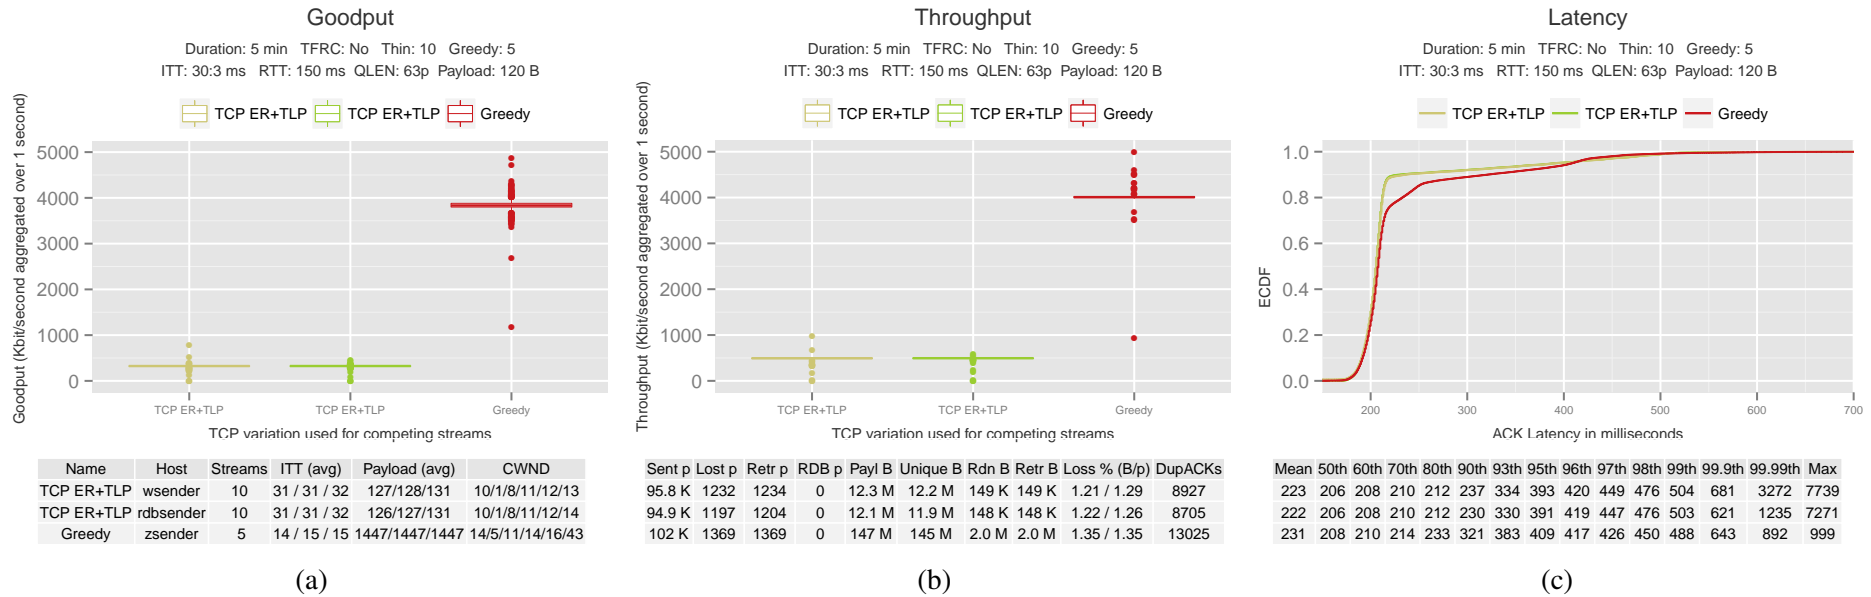 Goodput
Duration: 5 min TFRC: No Thin: 10 Greedy: 5
ITT: 30:3 ms RTT: 150 ms QLEN: 63p Payload: 120 B
TCP ER+TLP TCP ER+TLP Greedy
Goodput (Kbit/second aggregated over 1 second)
5000
4000
3000
2000
1000
0
TCP ER+TLP TCP ER+TLP Greedy
TCP variation used for competing streams
Name Host Streams ITT (avg) Payload (avg) CWND
TCP ER+TLP wsender 10 31 / 31 / 32 127/128/131 10/1/8/11/12/13
TCP ER+TLP rdbsender 10 31 / 31 / 32 126/127/131 10/1/8/11/12/14
Greedy zsender 5 14 / 15 / 15 1447/1447/1447 14/5/11/14/16/43
(a)
Throughput
Duration: 5 min TFRC: No Thin: 10 Greedy: 5
ITT: 30:3 ms RTT: 150 ms QLEN: 63p Payload: 120 B
TCP ER+TLP TCP ER+TLP Greedy
Throughput (Kbit/second aggregated over 1 second)
5000
4000
3000
2000
1000
0
TCP ER+TLP TCP ER+TLP Greedy
TCP variation used for competing streams
Sent p Lost p Retr p RDB p Payl B Unique B Rdn B Retr B Loss % (B/p) DupACKs
95.8 K 1232 1234 0 12.3 M 12.2 M 149 K 149 K 1.21 / 1.29 8927
94.9 K 1197 1204 0 12.1 M 11.9 M 148 K 148 K 1.22 / 1.26 8705
102 K 1369 1369 0 147 M 145 M 2.0 M 2.0 M 1.35 / 1.35 13025
(b)
Latency
Duration: 5 min TFRC: No Thin: 10 Greedy: 5
ITT: 30:3 ms RTT: 150 ms QLEN: 63p Payload: 120 B
TCP ER+TLP TCP ER+TLP Greedy
ECDF
1.0
0.8
0.6
0.4
0.2
0.0
200 300 400 500 600 700
ACK Latency in milliseconds
Mean 50th 60th 70th 80th 90th 93th 95th 96th 97th 98th 99th 99.9th 99.99th Max
223 206 208 210 212 237 334 393 420 449 476 504 681 3272 7739
222 206 208 210 212 230 330 391 419 447 476 503 621 1235 7271
231 208 210 214 233 321 383 409 417 426 450 488 643 892 999
(c)